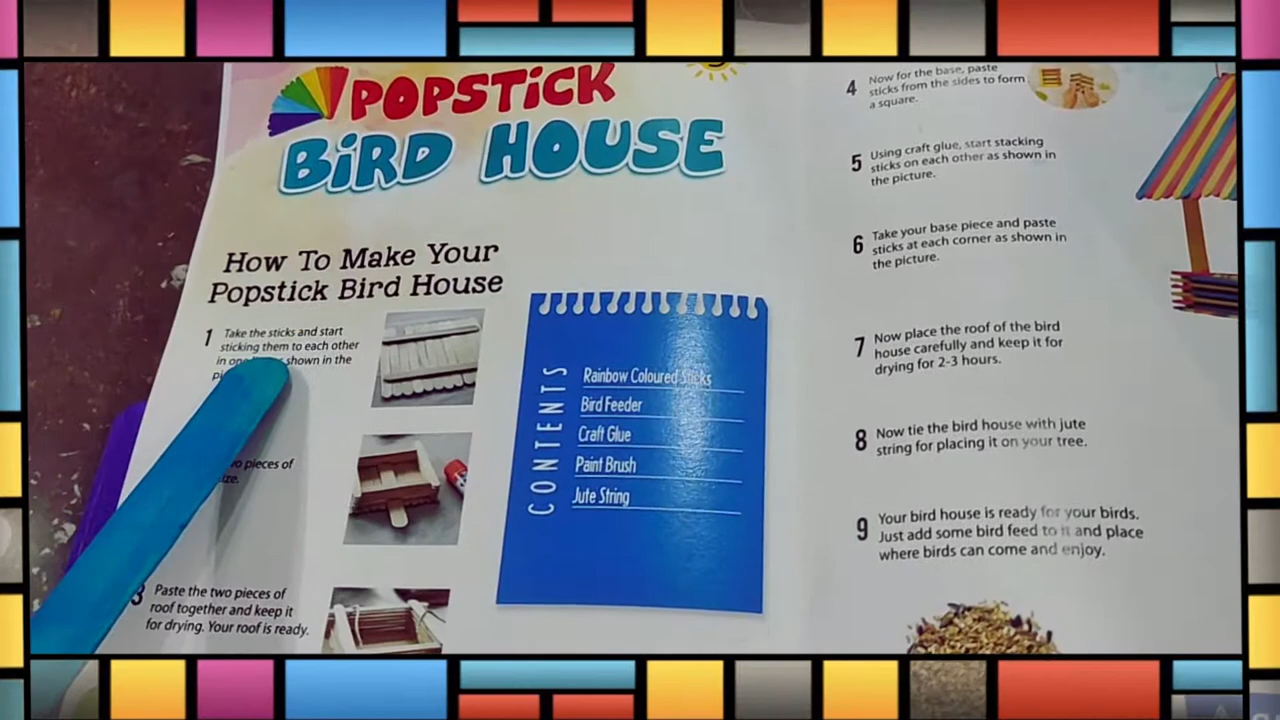 POPSTiCK
BiRD HOUSE
How To Make Your
Popstick Bird House
1 Take the sticks and start
sticking them to each other
in shown in the
pieces of
3 Paste the two pieces of
roof together and keep it
for drying. Your roof is ready.
CONTENTS
Rainbow Coloured Sticks
Bird Feeder
Craft Glue
Paint Brush
Jute String
4 Now for the base, paste
sticks from the sides to form
a square.
5 Using craft glue, start stacking
sticks on each other as shown in
the picture.
6 Take your base piece and paste
sticks at each corner as shown in
the picture.
7 Now place the roof of the bird
house carefully and keep it for
drying for 2-3 hours.
8 Now tie the bird house with jute
string for placing it on your tree.
9 Your bird house is ready for your birds.
Just add some bird feed to it and place
where birds can come and enjoy.